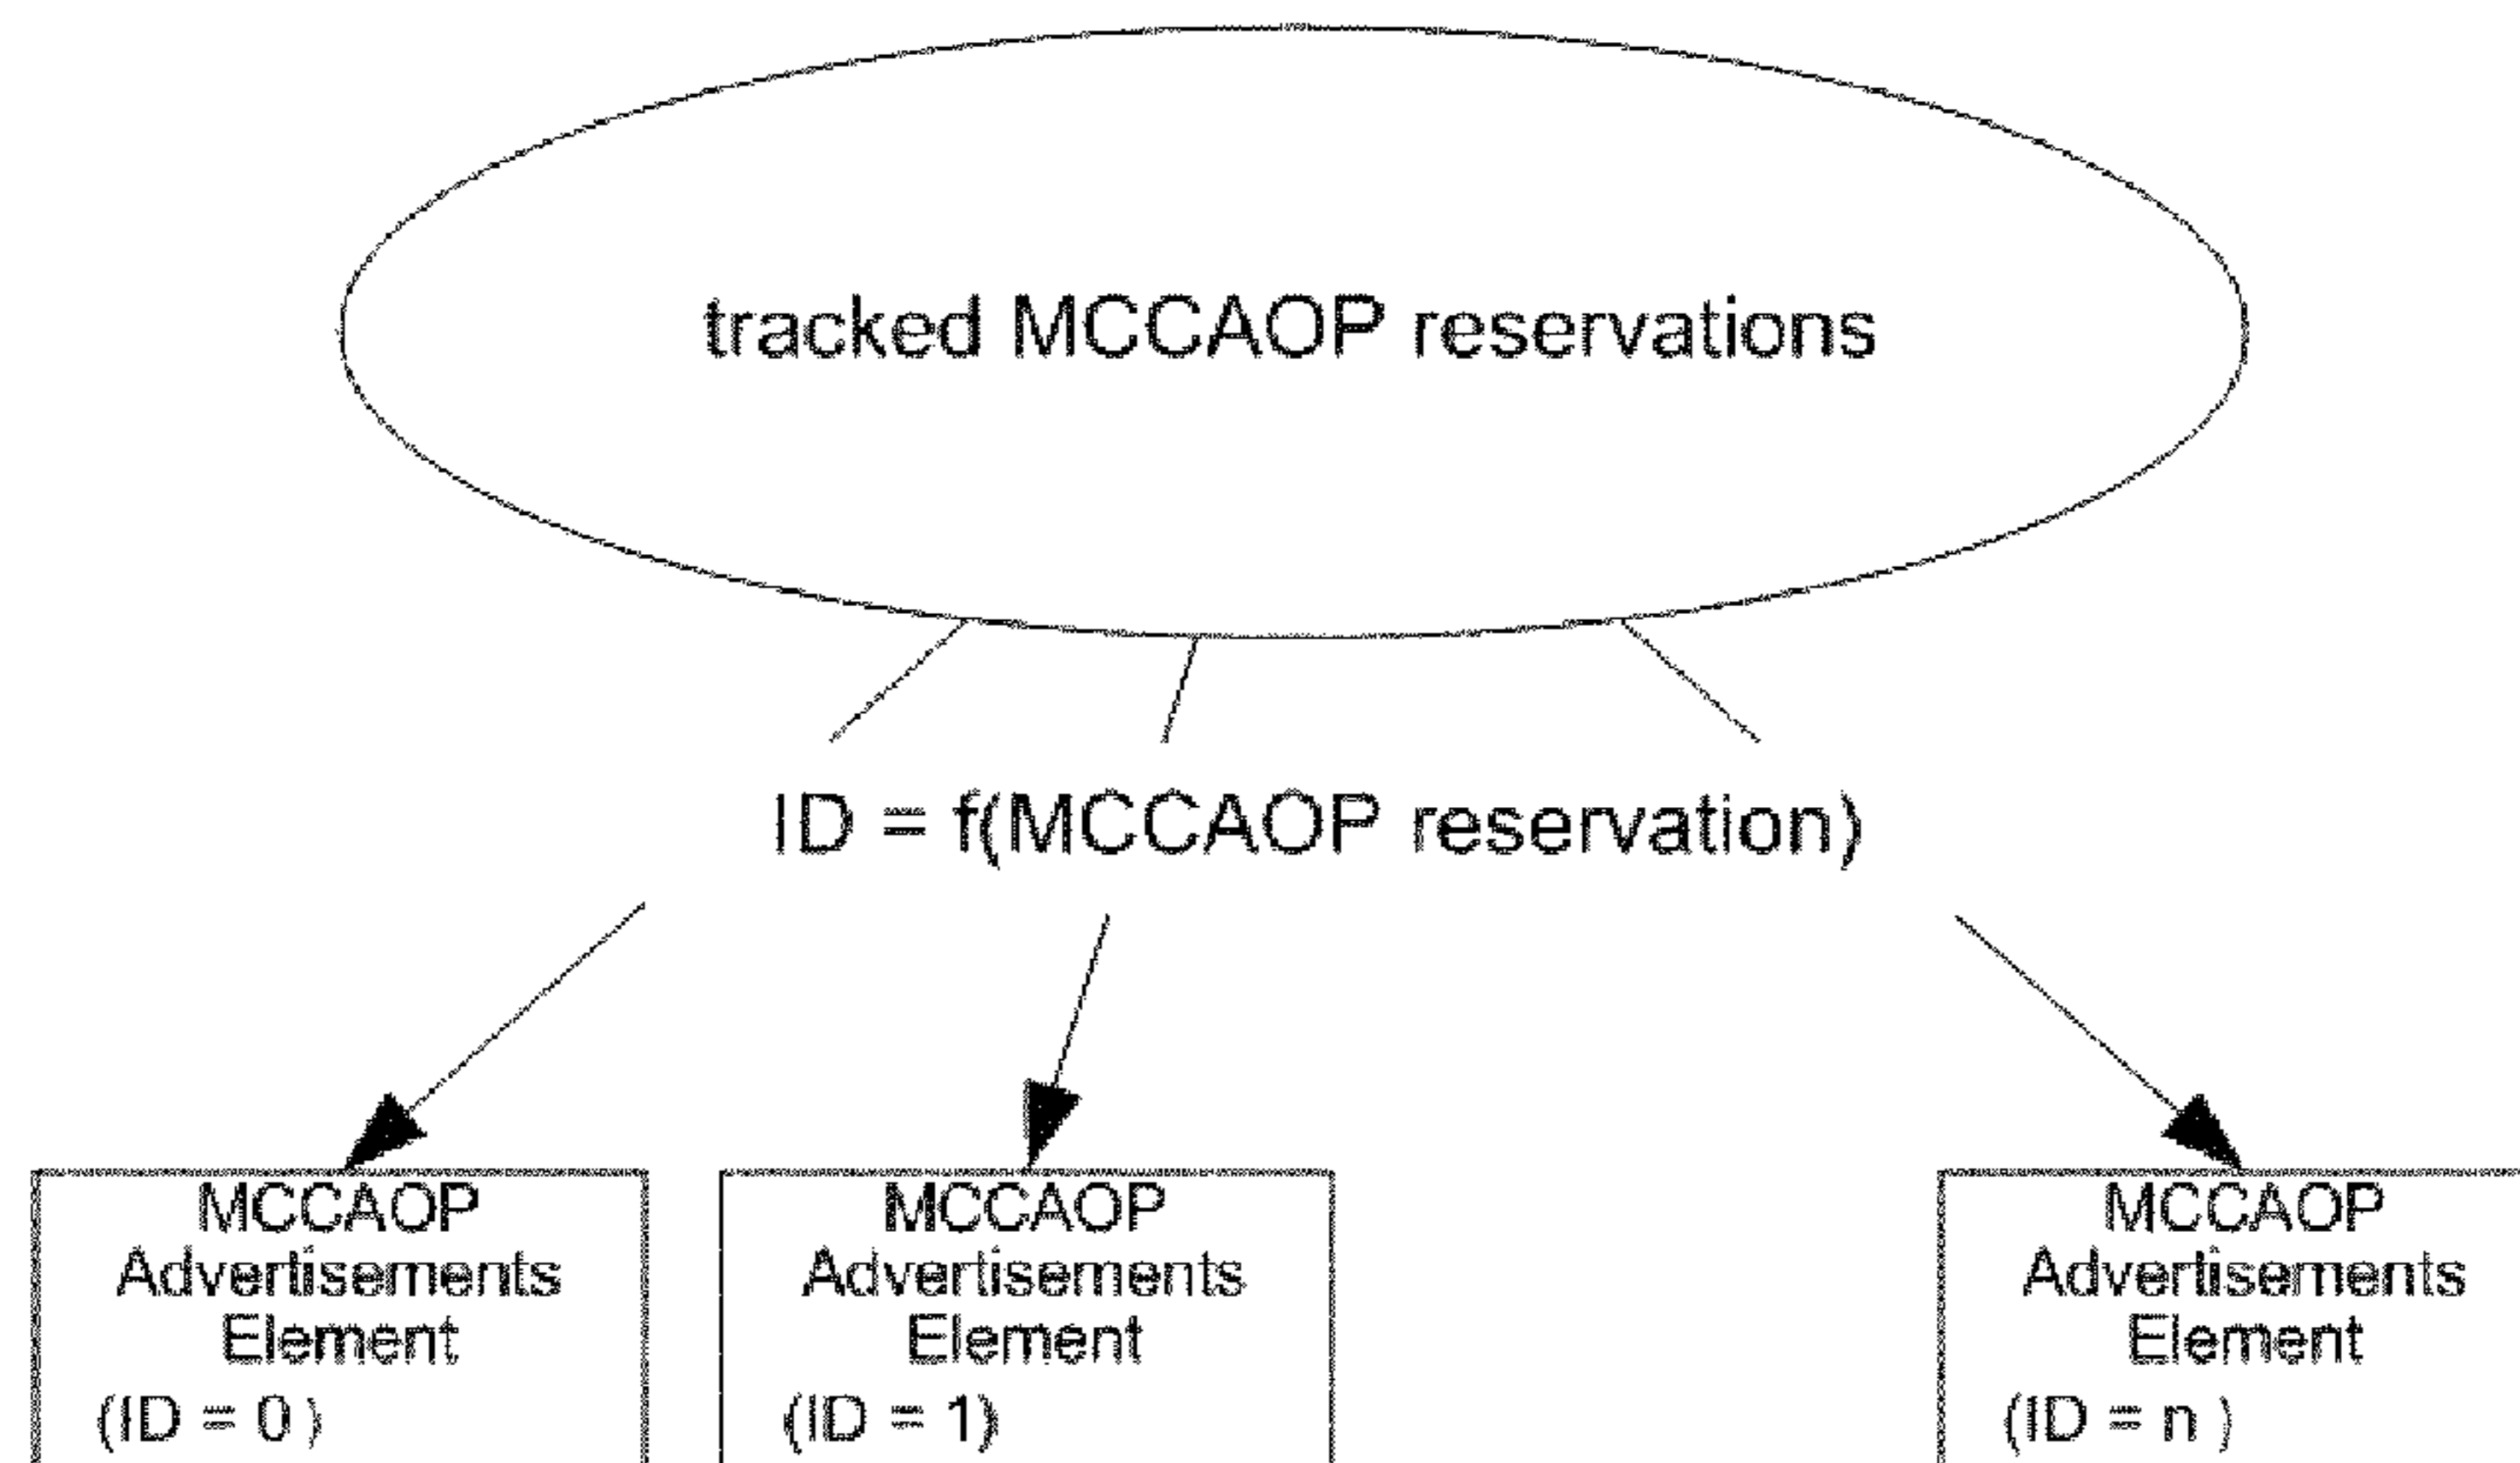 tracked MCCAOP reservations
ID = f(MCCAOP reservation)
MCCAOP
Advertisements
Element
(ID = 0 )
MCCAOP
Advertisements
Element
(ID = 1)
MCCAOP
Advertisements
Element
(ID = n )